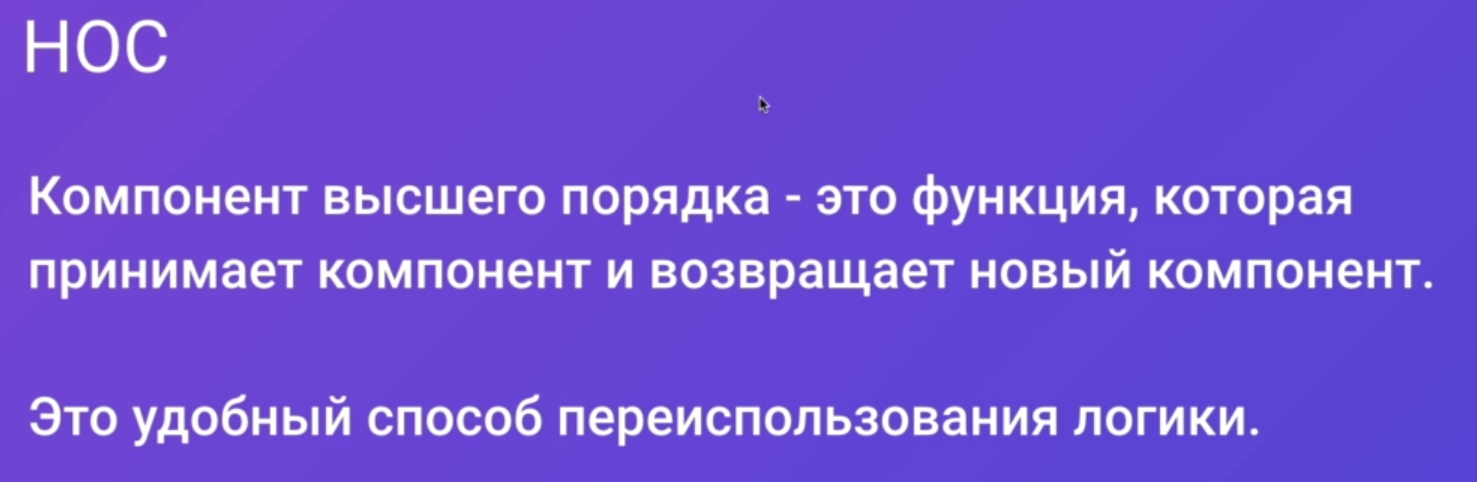 HOC
Компонент высшего порядка - это функция, которая
принимает компонент и возвращает новый компонент.
Это удобный способ переиспользования логики.